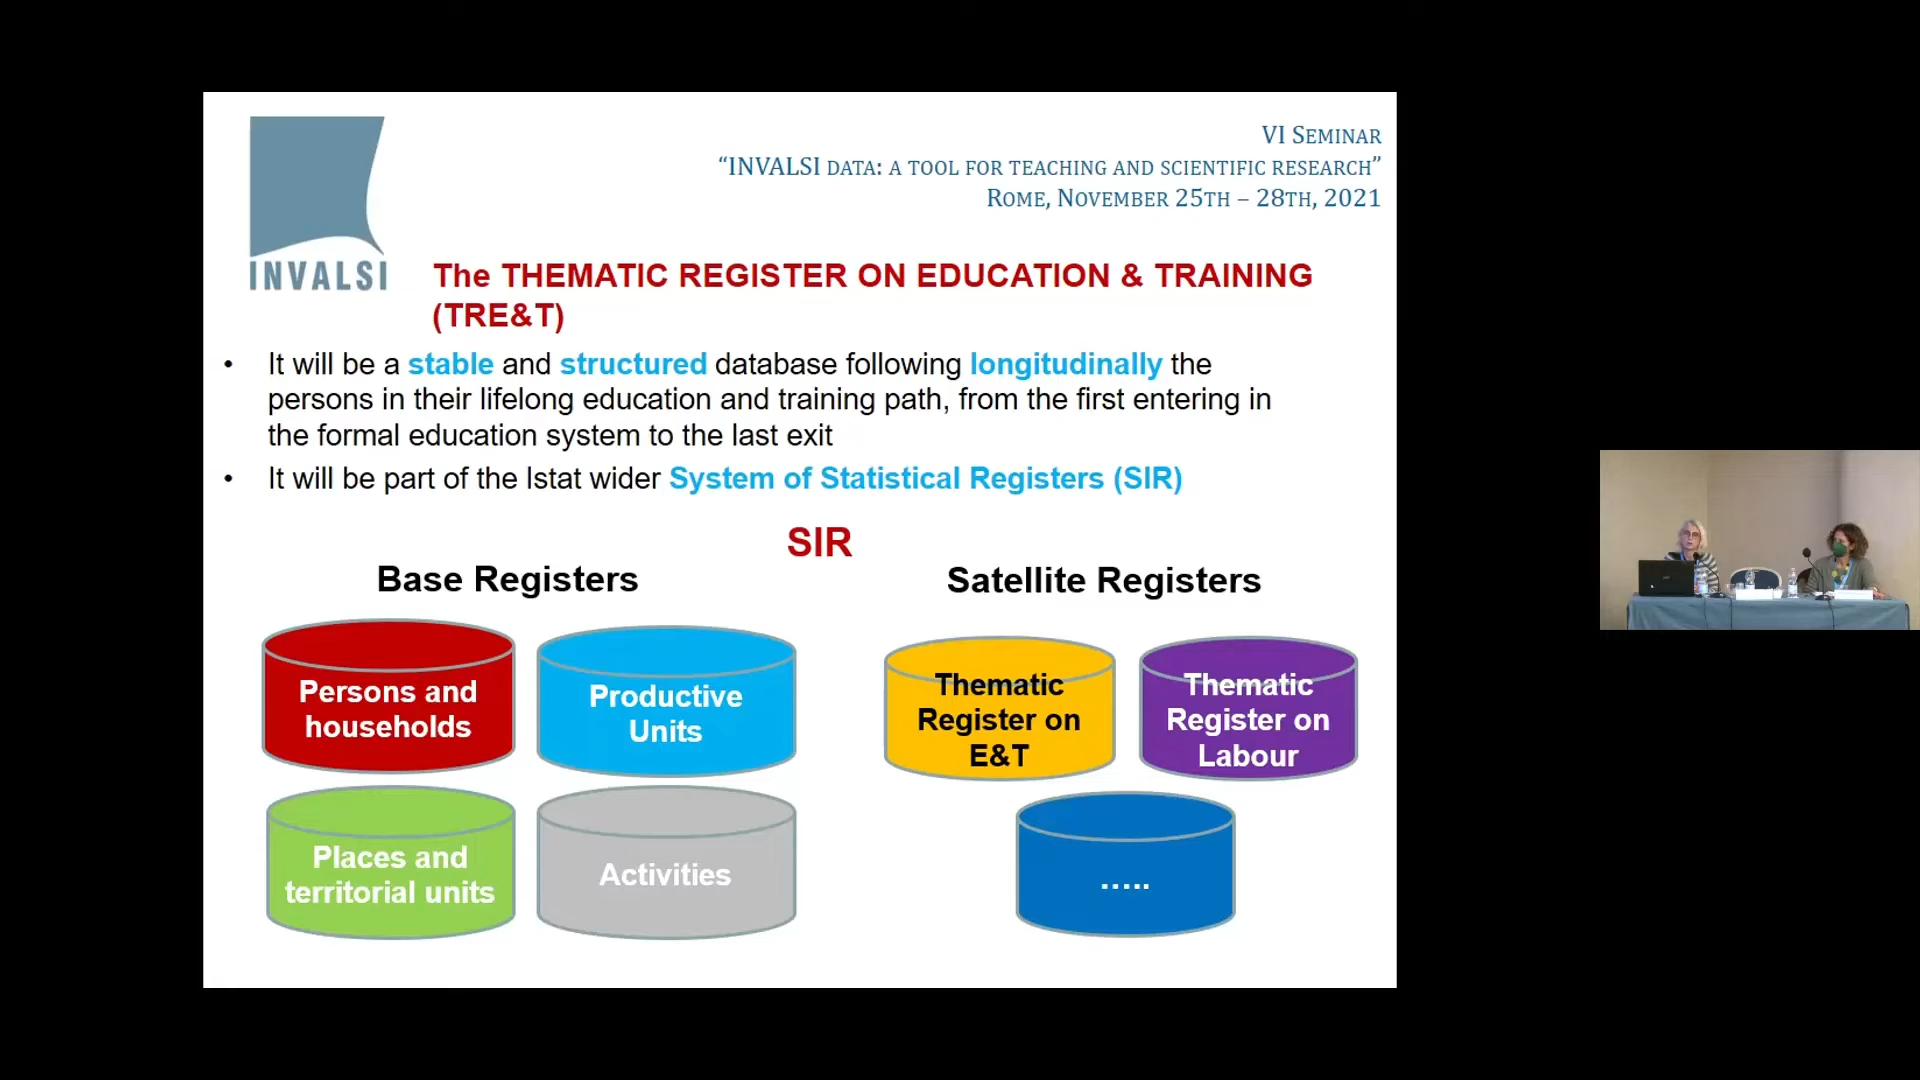 VI SEMINAR
“INVALSI DATA: A TOOL FOR TEACHING AND SCIENTIFIC RESEARCH”
ROME, NOVEMBER 25TH – 28TH, 2021
INVALSI
The THEMATIC REGISTER ON EDUCATION & TRAINING
(TRE&T)
• It will be a stable and structured database following longitudinally the
persons in their lifelong education and training path, from the first entering in
the formal education system to the last exit
• It will be part of the Istat wider System of Statistical Registers (SIR)
SIR
Base Registers
Satellite Registers
Persons and
households
Productive
Units
Thematic
Register on
E&T
Thematic
Register on
Labour
Places and
territorial units
Activities
…..